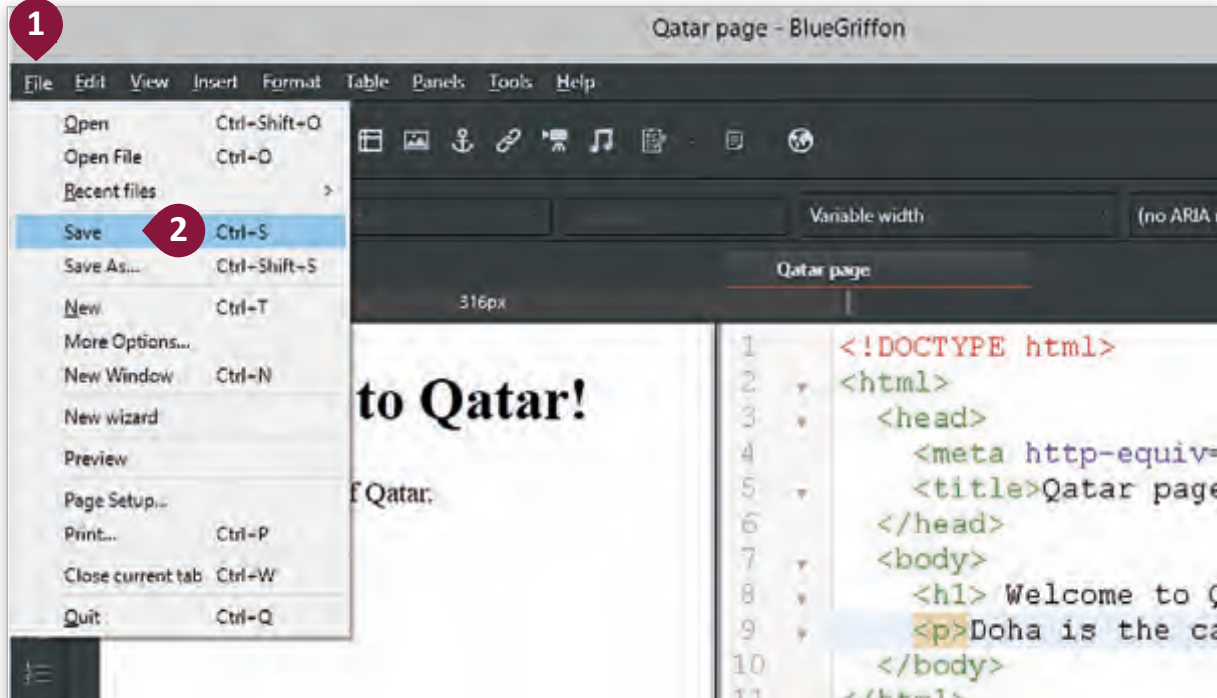 1
Qatar page - BlueGriffon
File Edit View Insert Format Table Panels Tools Help
Open Ctrl+Shift+O
Open File Ctrl+O
Recent files >
Save 2 Ctrl+S
Save As... Ctrl+Shift+S
New Ctrl+T
More Options...
New Window Ctrl+N
New wizard
Preview
Page Setup...
Print... Ctrl+P
Close current tab Ctrl+W
Quit Ctrl+Q
Variable width (no ARIA
Qatar page
316px
to Qatar!
f Qatar.
1 <!DOCTYPE html>
2 <html>
3 <head>
4 <meta http-equiv=
5 <title>Qatar page
6 </head>
7 <body>
8 <h1> Welcome to Q
9 <p>Doha is the ca
10 </body>
11 </html>